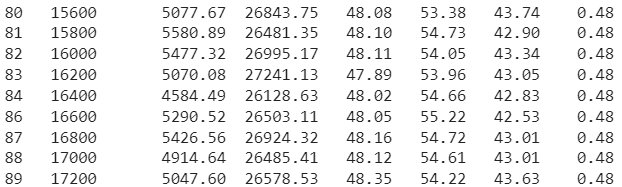 80 15600 5077.67 26843.75 48.08 53.38 43.74 0.48
81 15800 5580.89 26481.35 48.10 54.73 42.90 0.48
82 16000 5477.32 26995.17 48.11 54.05 43.34 0.48
83 16200 5070.08 27241.13 47.89 53.96 43.05 0.48
84 16400 4584.49 26128.63 48.02 54.66 42.83 0.48
86 16600 5290.52 26503.11 48.05 55.22 42.53 0.48
87 16800 5426.56 26924.32 48.16 54.72 43.01 0.48
88 17000 4914.64 26485.41 48.12 54.61 43.01 0.48
89 17200 5047.60 26578.53 48.35 54.22 43.63 0.48